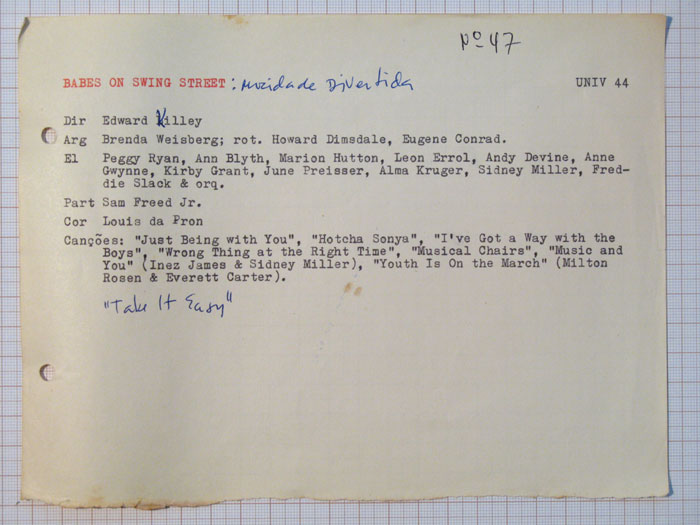 Nº 47
BABES ON SWING STREET : Mocidade Divertida UNIV 44
Dir Edward Killey
Arg Brenda Weisberg; rot. Howard Dimsdale, Eugene Conrad.
El Peggy Ryan, Ann Blyth, Marion Hutton, Leon Errol, Andy Devine, Anne
Gwynne, Kirby Grant, June Preisser, Alma Kruger, Sidney Miller, Fred-
die Slack & orq.
Part Sam Freed Jr.
Cor Louis da Pron
Canções: "Just Being with You", "Hotcha Sonya", "I've Got a Way with the
Boys", "Wrong Thing at the Right Time", "Musical Chairs", "Music and
You" (Inez James & Sidney Miller), "Youth Is On the March" (Milton
Rosen & Everett Carter).
"Take It Easy"